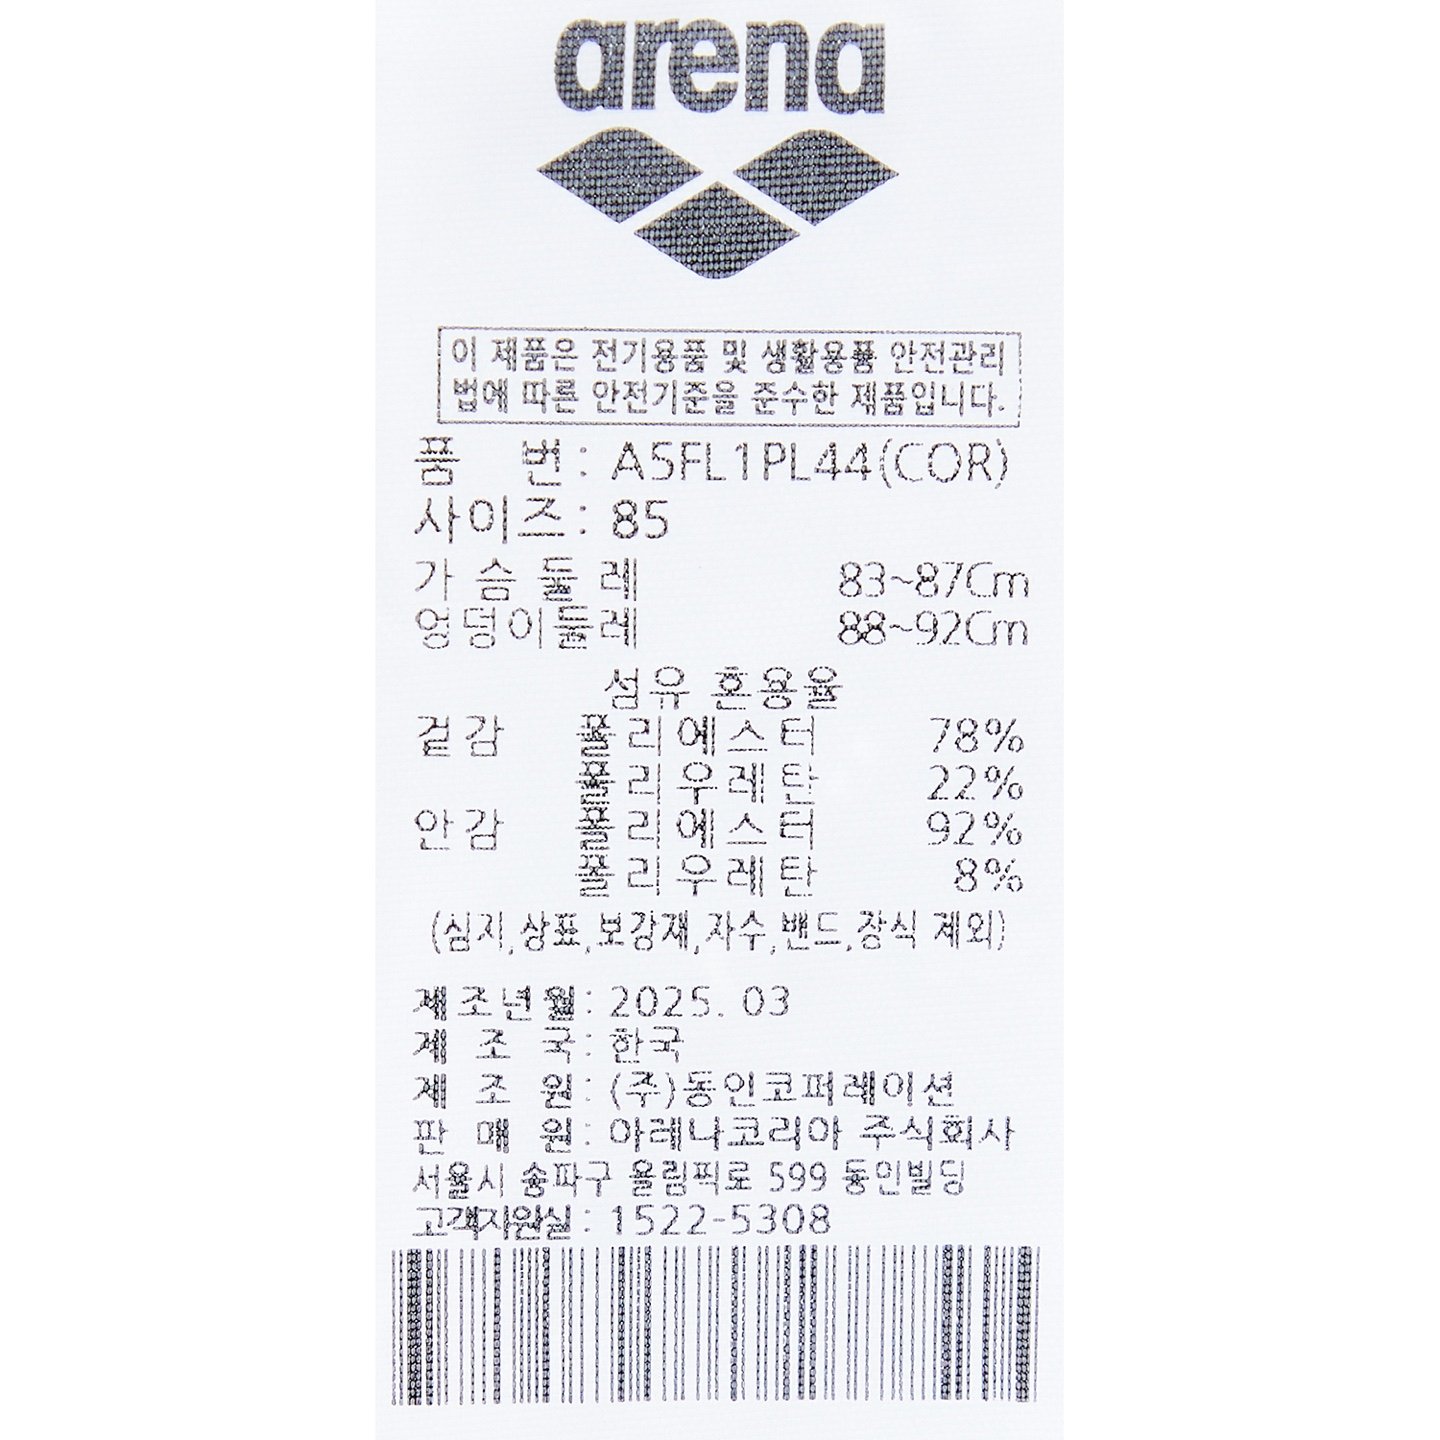 arena
이 제품은 전기용품 및 생활용품 안전관리
법에 따른 안전기준을 준수한 제품입니다.
품 번: A5FL1PL44(COR)
사이즈: 85
가슴둘레 83~87Cm
엉덩이둘레 88~92Cm
섬유 혼용율
겉감 폴리에스터 78%
폴리우레탄 22%
안감 폴리에스터 92%
폴리우레탄 8%
(심지,상표,보강재,자수,밴드,장식 제외)
제조년월: 2025. 03
제 조 국: 한국
제 조 원: (주)동인코퍼레이션
판 매 원: 아레나코리아 주식회사
서울시 송파구 올림픽로 599 동인빌딩
고객지원실: 1522-5308